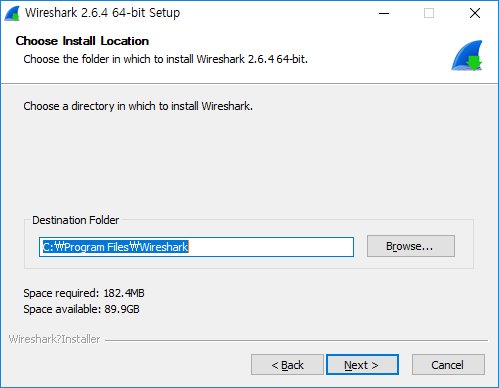 Wireshark 2.6.4 64-bit Setup
Choose Install Location
Choose the folder in which to install Wireshark 2.6.4 64-bit.
Choose a directory in which to install Wireshark.
Destination Folder
C:₩Program Files₩Wireshark
Browse...
Space required: 182.4MB
Space available: 89.9GB
Wireshark?Installer
< Back
Next >
Cancel